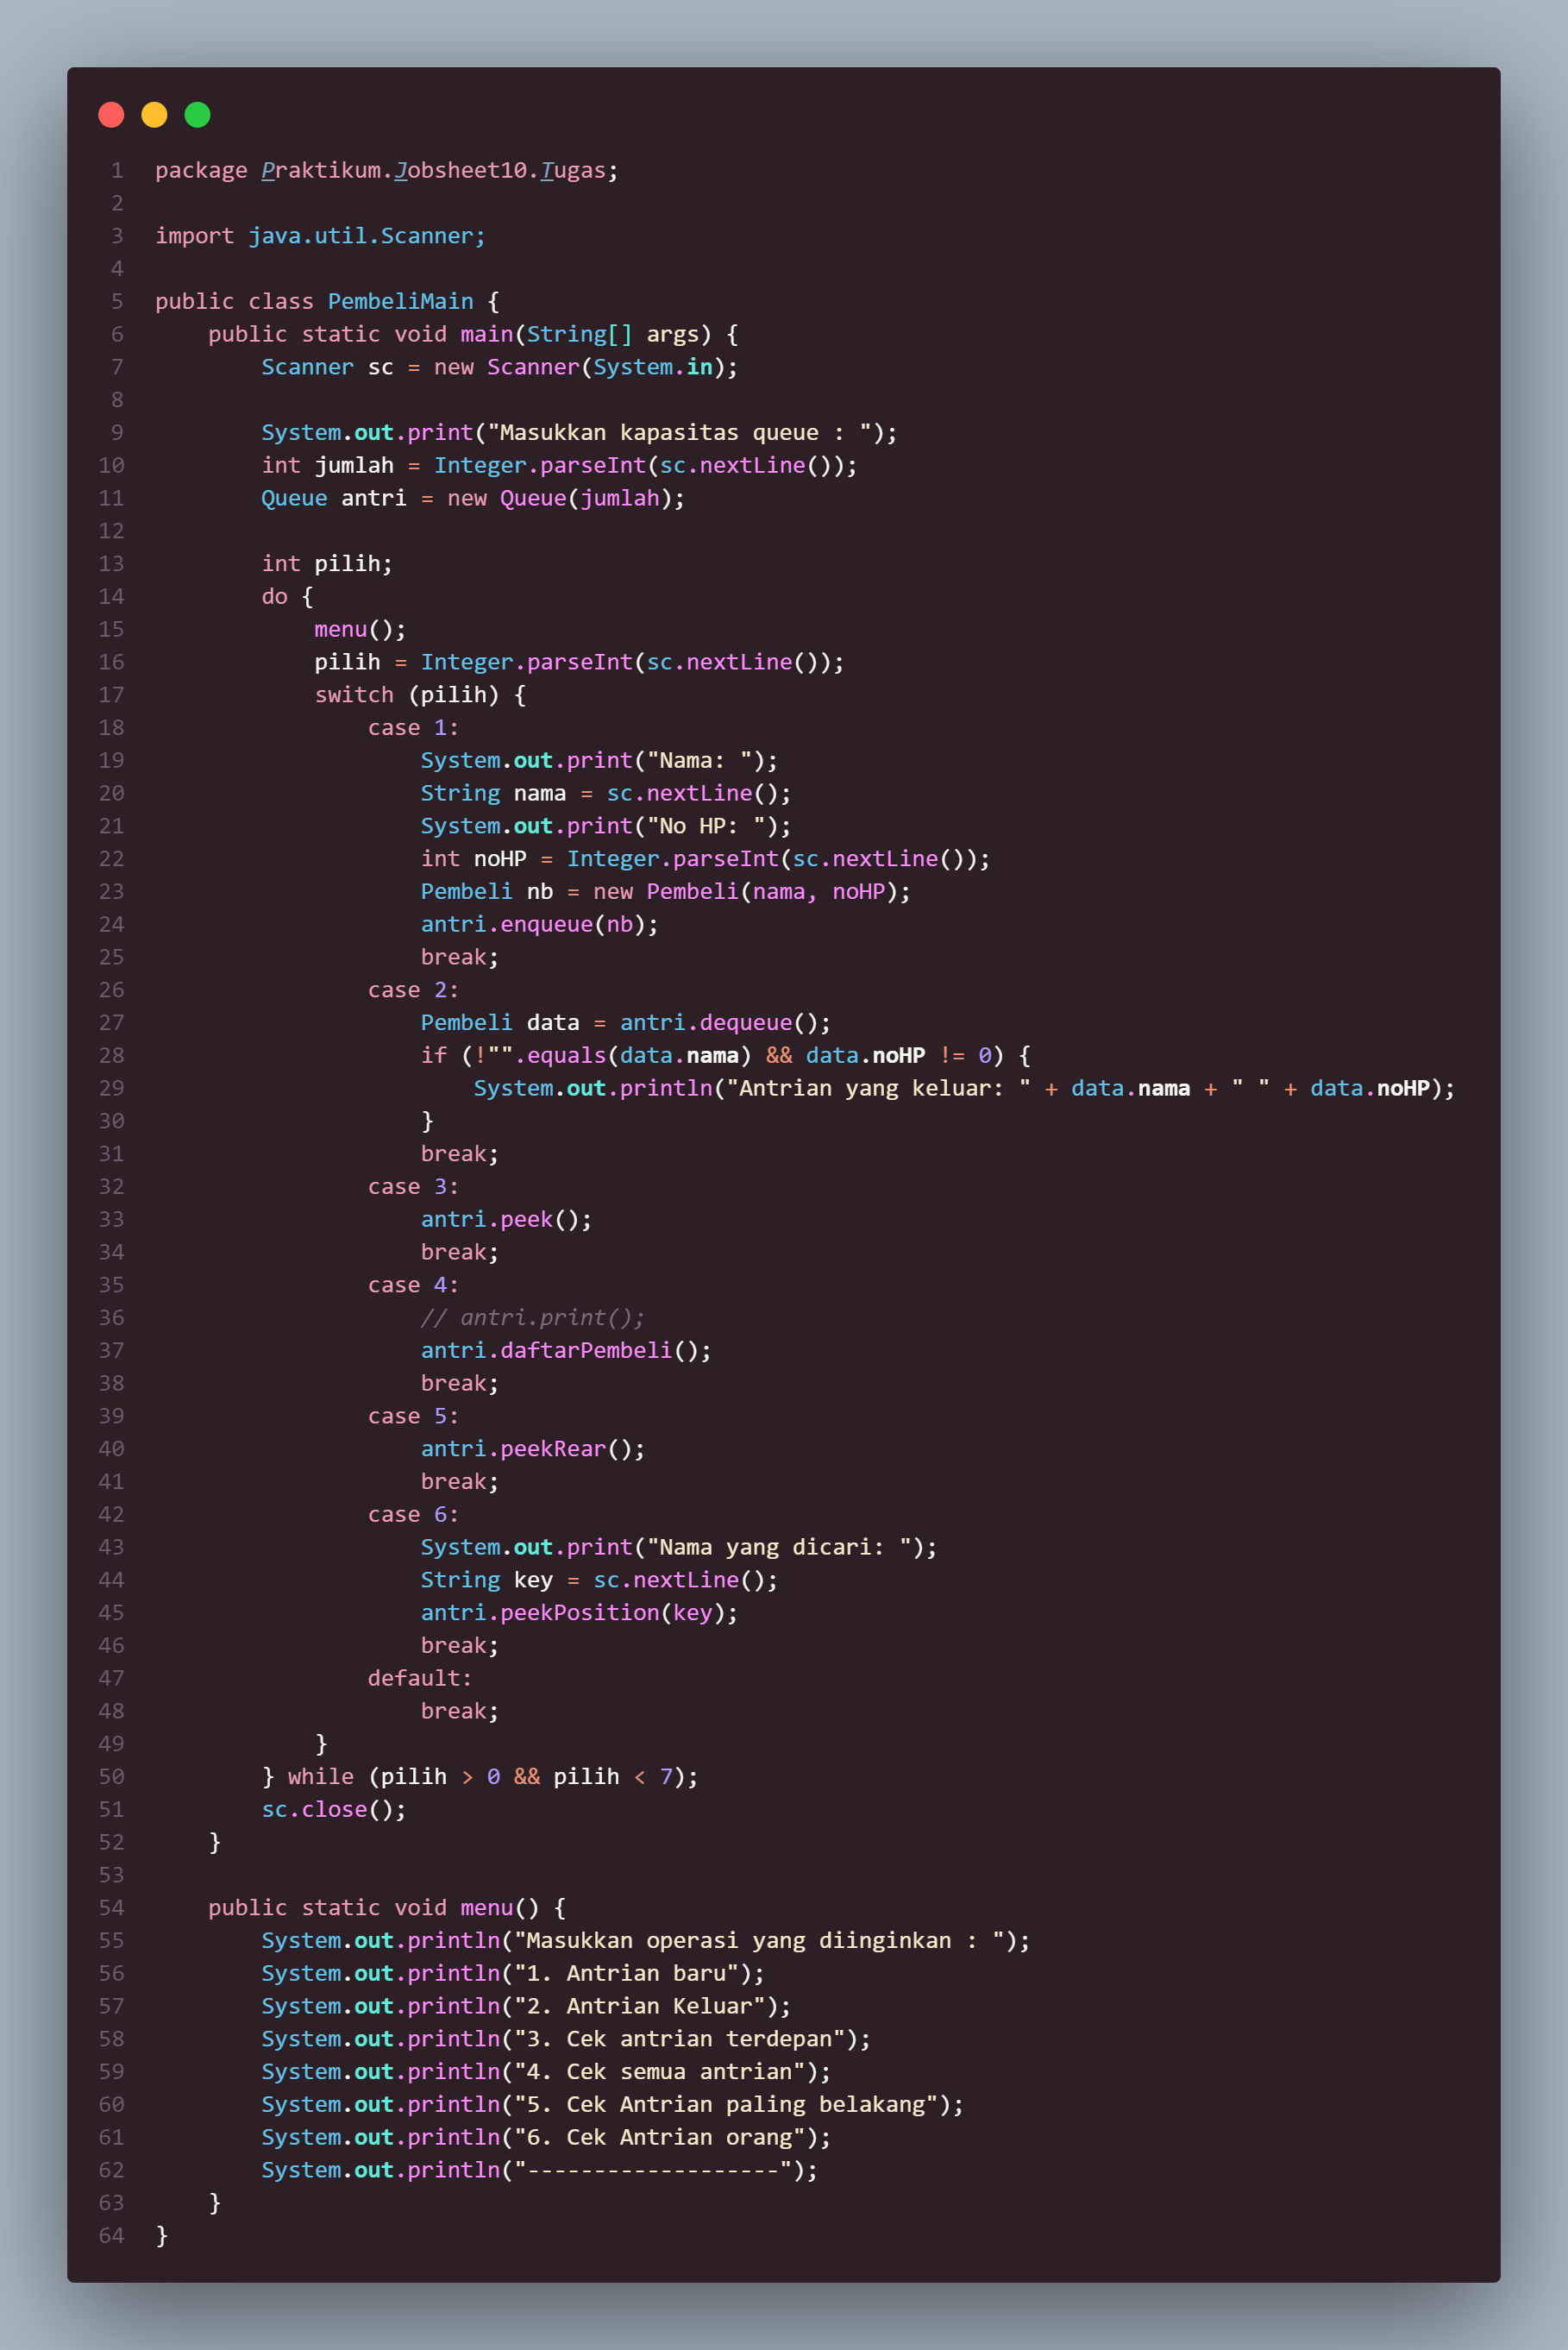 1 package Praktikum.Jobsheet10.Tugas;
2
3 import java.util.Scanner;
4
5 public class PembeliMain {
6     public static void main(String[] args) {
7         Scanner sc = new Scanner(System.in);
8
9         System.out.print("Masukkan kapasitas queue : ");
10         int jumlah = Integer.parseInt(sc.nextLine());
11         Queue antri = new Queue(jumlah);
12
13         int pilih;
14         do {
15             menu();
16             pilih = Integer.parseInt(sc.nextLine());
17             switch (pilih) {
18                 case 1:
19                     System.out.print("Nama: ");
20                     String nama = sc.nextLine();
21                     System.out.print("No HP: ");
22                     int noHP = Integer.parseInt(sc.nextLine());
23                     Pembeli nb = new Pembeli(nama, noHP);
24                     antri.enqueue(nb);
25                     break;
26                 case 2:
27                     Pembeli data = antri.dequeue();
28                     if (!"".equals(data.nama) && data.noHP != 0) {
29                         System.out.println("Antrian yang keluar: " + data.nama + " " + data.noHP);
30                     }
31                     break;
32                 case 3:
33                     antri.peek();
34                     break;
35                 case 4:
36                     // antri.print();
37                     antri.daftarPembeli();
38                     break;
39                 case 5:
40                     antri.peekRear();
41                     break;
42                 case 6:
43                     System.out.print("Nama yang dicari: ");
44                     String key = sc.nextLine();
45                     antri.peekPosition(key);
46                     break;
47                 default:
48                     break;
49             }
50         } while (pilih > 0 && pilih < 7);
51         sc.close();
52     }
53
54     public static void menu() {
55         System.out.println("Masukkan operasi yang diinginkan : ");
56         System.out.println("1. Antrian baru");
57         System.out.println("2. Antrian Keluar");
58         System.out.println("3. Cek antrian terdepan");
59         System.out.println("4. Cek semua antrian");
60         System.out.println("5. Cek Antrian paling belakang");
61         System.out.println("6. Cek Antrian orang");
62         System.out.println("-------------------");
63     }
64 }